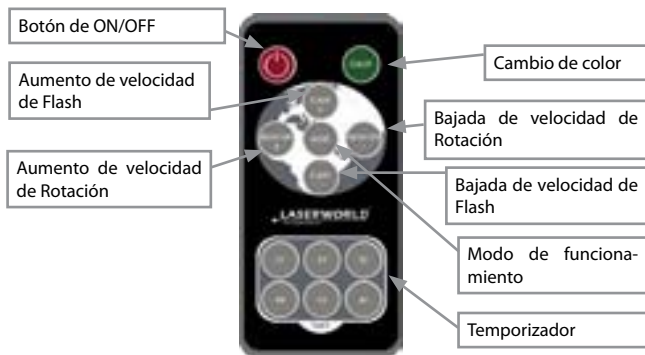 Botón de ON/OFF
Aumento de velocidad
de Flash
Aumento de velocidad
de Rotación
LASERWORLD
Cambio de color
Bajada de velocidad de
Rotación
Bajada de velocidad de
Flash
Modo de funciona-
miento
Temporizador